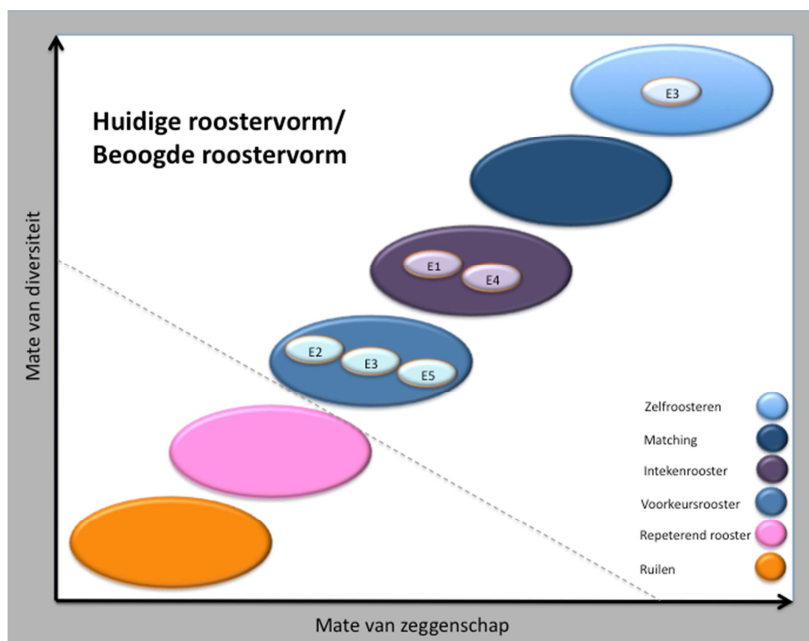 E3
Huidige roostervorm/
Beoogde roostervorm
Mate van diversiteit
E1
E4
E2
E3
E5
Zelfroosteren
Matching
Intekenrooster
Voorkeursrooster
Repeterend rooster
Ruilen
Mate van zeggenschap